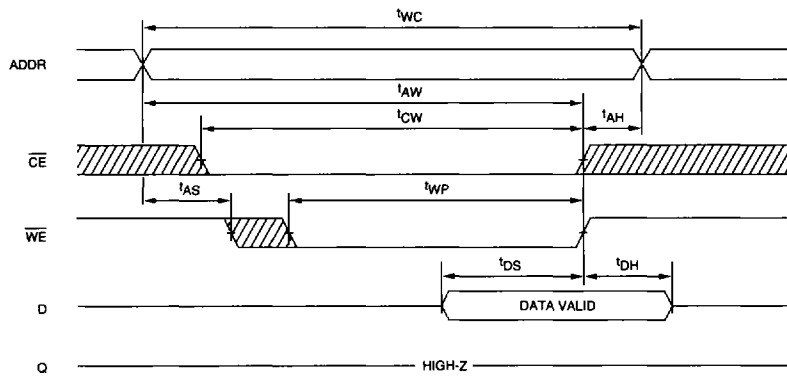 tWC
ADDR
tAW
tCW
tAH
CE
tAS
tWP
WE
tDS
tDH
D
DATA VALID
Q
HIGH-Z